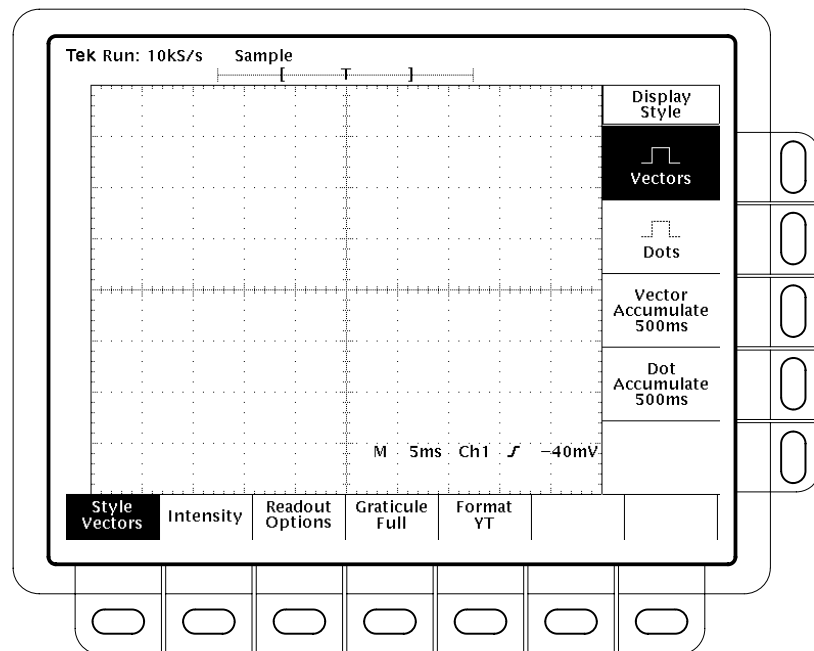 Tek Run: 10kS/s Sample
[ T ]
Display
Style
Vectors
Dots
Vector
Accumulate
500ms
Dot
Accumulate
500ms
M 5ms Ch1 −40mV
Style
Vectors
Intensity
Readout
Options
Graticule
Full
Format
YT